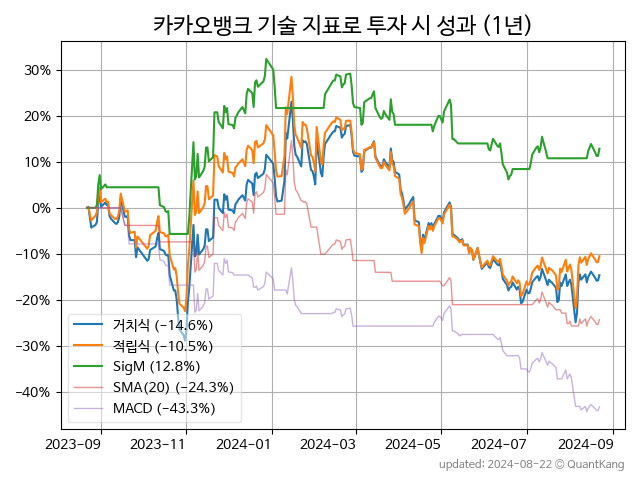 카카오뱅크 기술 지표로 투자 시 성과 (1년)
30%
20%
10%
0%
−10%
−20%
−30%
−40%
거치식 (−14.6%)
적립식 (−10.5%)
SigM (12.8%)
SMA(20) (−24.3%)
MACD (−43.3%)
2023−09 2023−11 2024−01 2024−03 2024−05 2024−07 2024−09
updated: 2024-08-22 © QuantKang